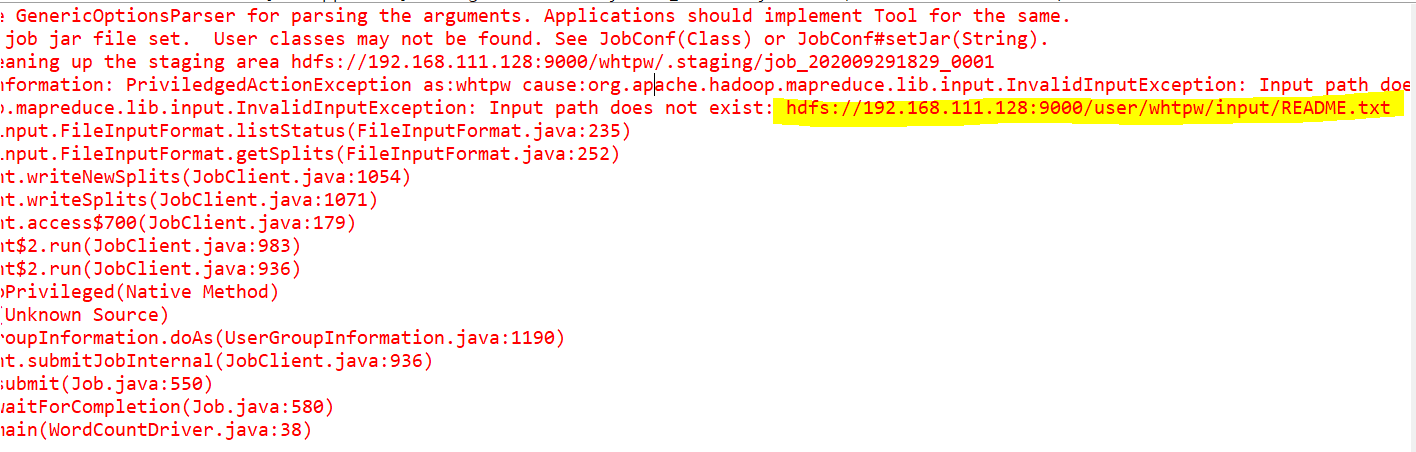 e GenericOptionsParser for parsing the arguments. Applications should implement Tool for the same.
job jar file set.  User classes may not be found. See JobConf(Class) or JobConf#setJar(String).
eaning up the staging area hdfs://192.168.111.128:9000/whtpw/.staging/job_202009291829_0001
nformation: PriviledgedActionException as:whtpw cause:org.apache.hadoop.mapreduce.lib.input.InvalidInputException: Input path doe
.mapreduce.lib.input.InvalidInputException: Input path does not exist: hdfs://192.168.111.128:9000/user/whtpw/input/README.txt
input.FileInputFormat.listStatus(FileInputFormat.java:235)
input.FileInputFormat.getSplits(FileInputFormat.java:252)
nt.writeNewSplits(JobClient.java:1054)
nt.writeSplits(JobClient.java:1071)
nt.access$700(JobClient.java:179)
nt$2.run(JobClient.java:983)
nt$2.run(JobClient.java:936)
oPrivileged(Native Method)
(Unknown Source)
roupInformation.doAs(UserGroupInformation.java:1190)
nt.submitJobInternal(JobClient.java:936)
submit(Job.java:550)
waitForCompletion(Job.java:580)
main(WordCountDriver.java:38)